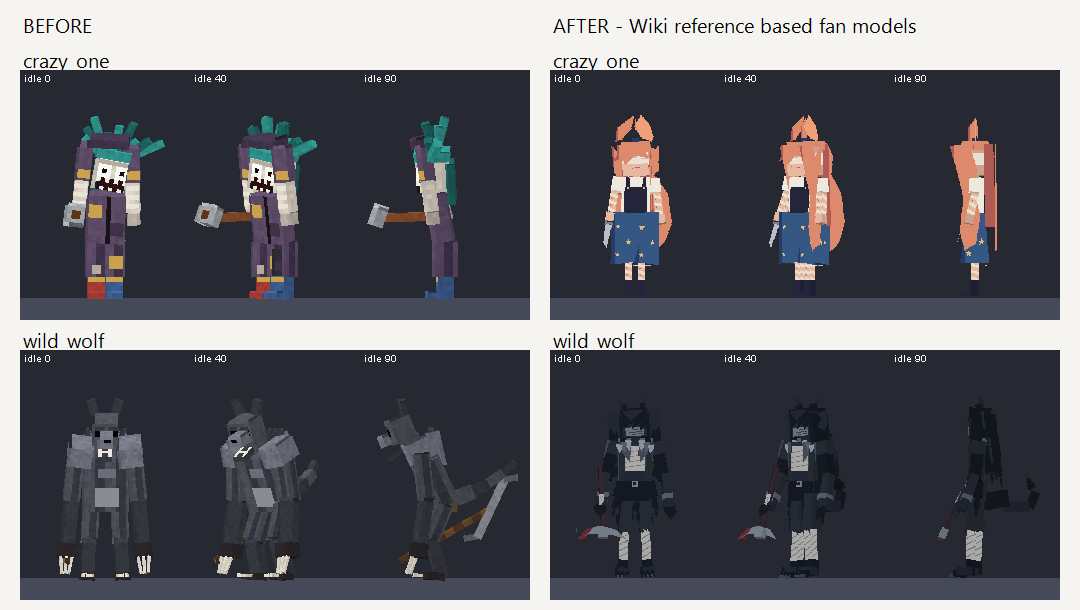 BEFORE
AFTER - Wiki reference based fan models
crazy_one
crazy_one
idle 0
idle 40
idle 90
idle 0
idle 40
idle 90
wild_wolf
wild_wolf
idle 0
idle 40
idle 90
idle 0
idle 40
idle 90